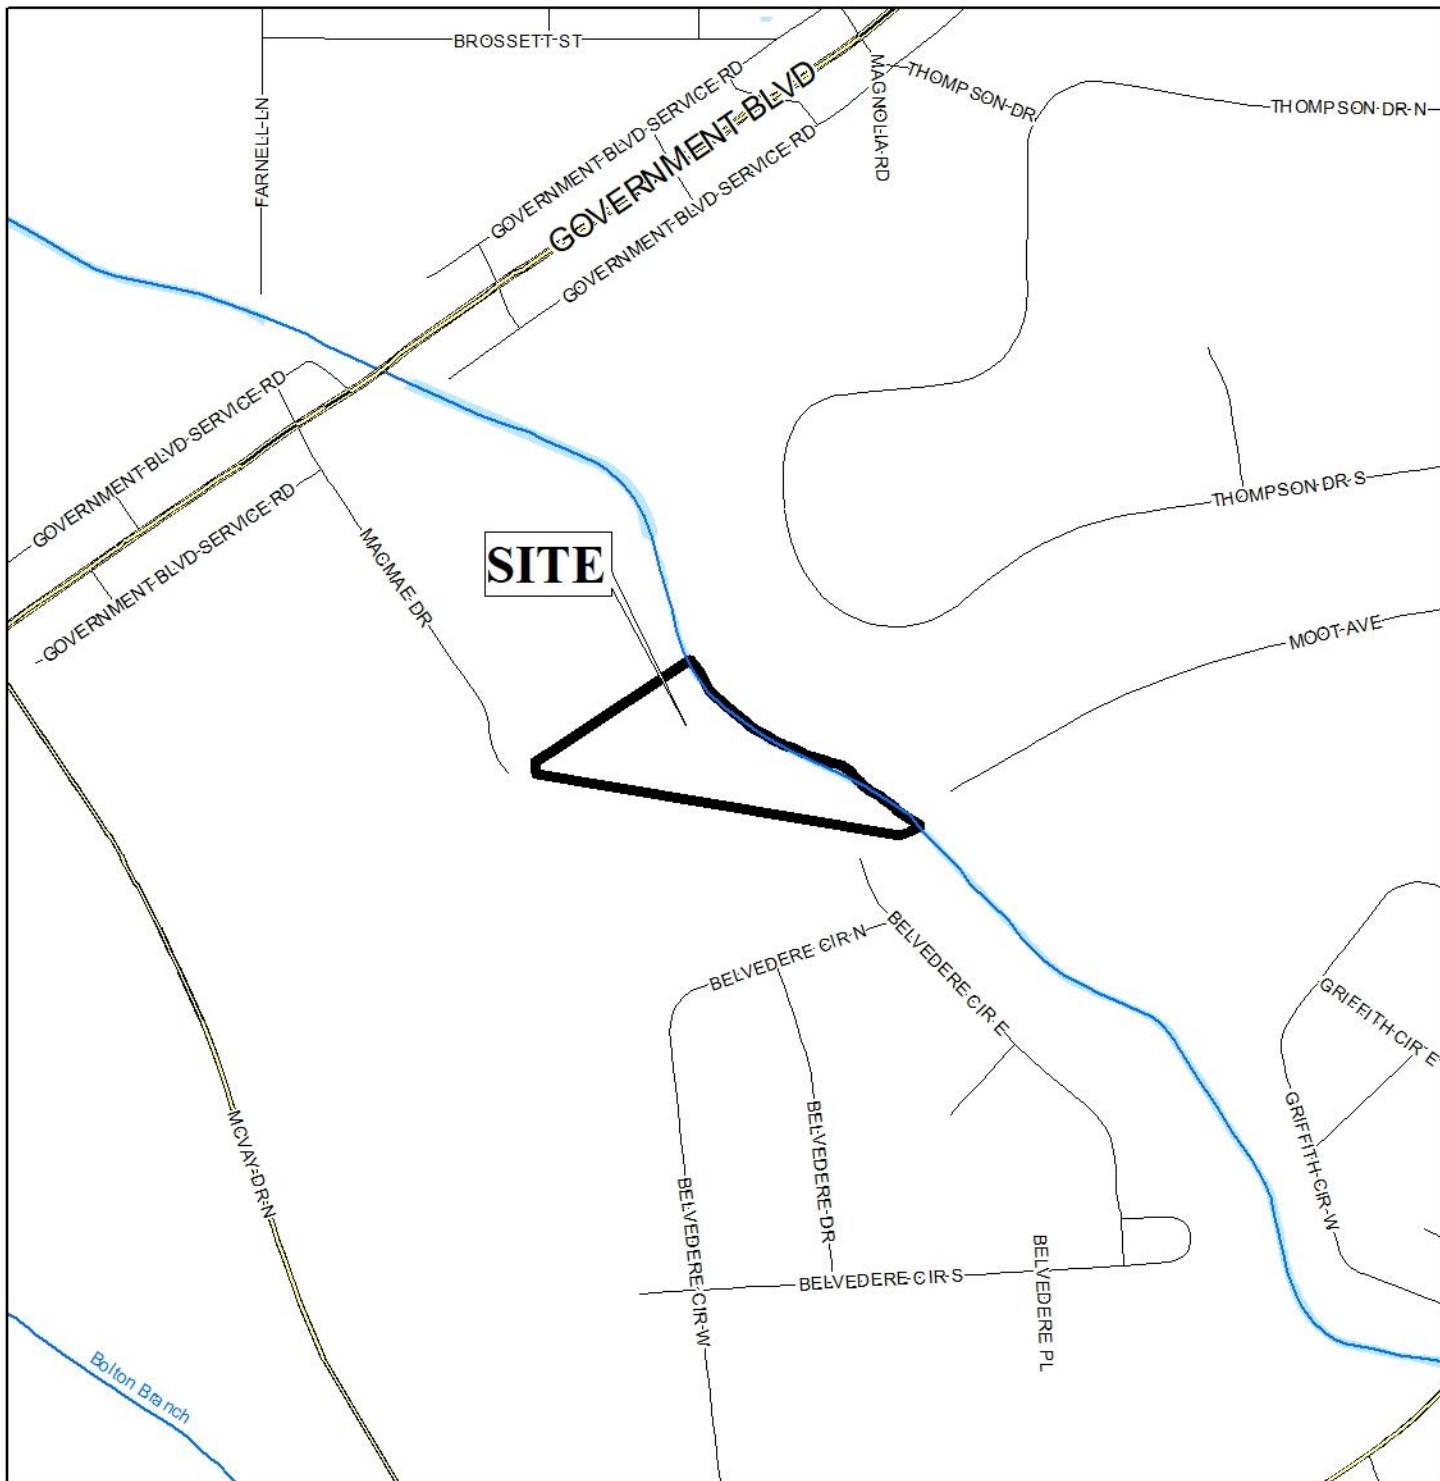 BROSSETT ST
FARNELL LN
GOVERNMENT BLVD SERVICE RD
GOVERNMENT BLVD
GOVERNMENT BLVD SERVICE RD
MAGNOLIA RD
THOMPSON DR
THOMPSON DR N
GOVERNMENT BLVD SERVICE RD
GOVERNMENT BLVD SERVICE RD
MACMAE DR
SITE
THOMPSON DR S
MOOT AVE
BELVEDERE CIR N
BELVEDERE CIR E
GRIFFITH CIR E
GRIFFITH CIR W
MCVAY DR N
BELVEDERE DR
BELVEDERE CIR W
BELVEDERE CIR S
BELVEDERE PL
Bolton Branch